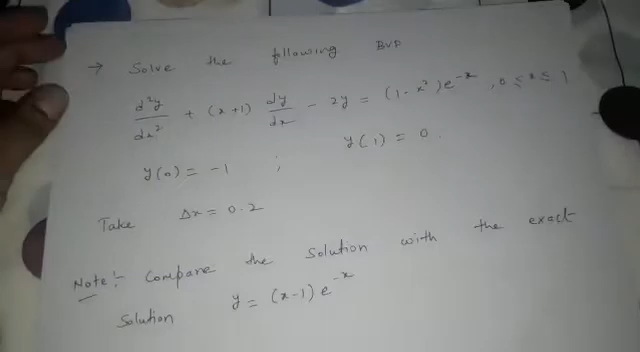 → Solve the following BVP
d²y/dx² + (x+1) dy/dx - 2y = (1-x²)e^-x , 0 ≤ x ≤ 1
y(0) = -1 ; y(1) = 0.
Take Δx = 0.2
Note:- Compare the solution with the exact
solution y = (x-1) e^-x